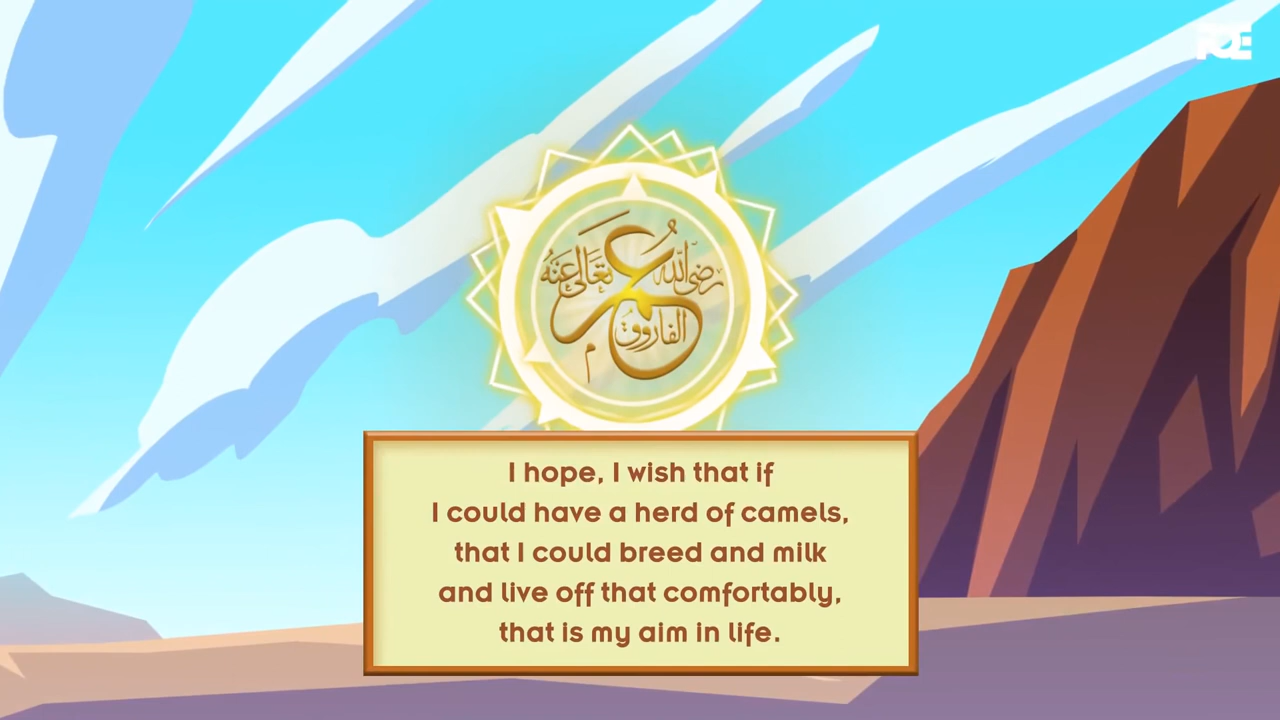 FOE
رضي الله تعالى عنه
عمر
الفاروق
I hope, I wish that if
I could have a herd of camels,
that I could breed and milk
and live off that comfortably,
that is my aim in life.